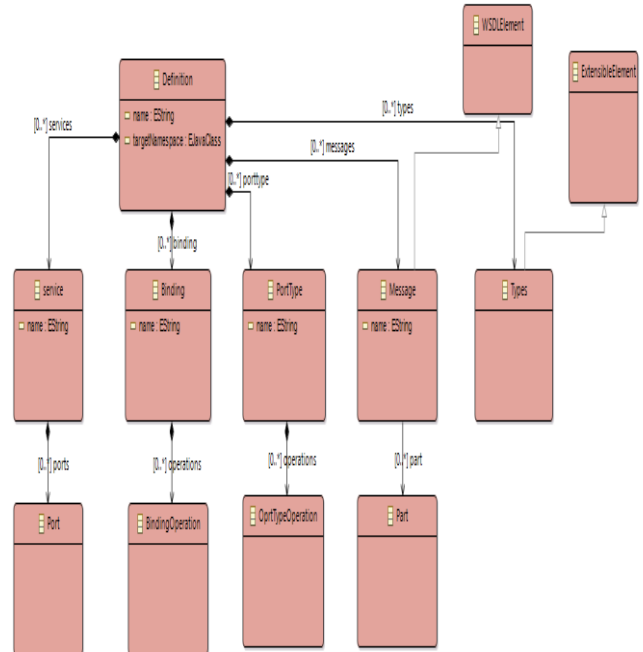 WSDLElement
ExtensibleElement
Definition
name : EString
targetNamespace : EJavaClass
[0..*] types
[0..*] services
[0..*] messages
[0..*] porttype
[0..*] binding
service
name : EString
Binding
name : EString
PortType
name : EString
Message
name : EString
Types
[0..*] ports
[0..*] operations
[0..*] operations
[0..*] part
Port
BindingOperation
OprtTypeOperation
Part